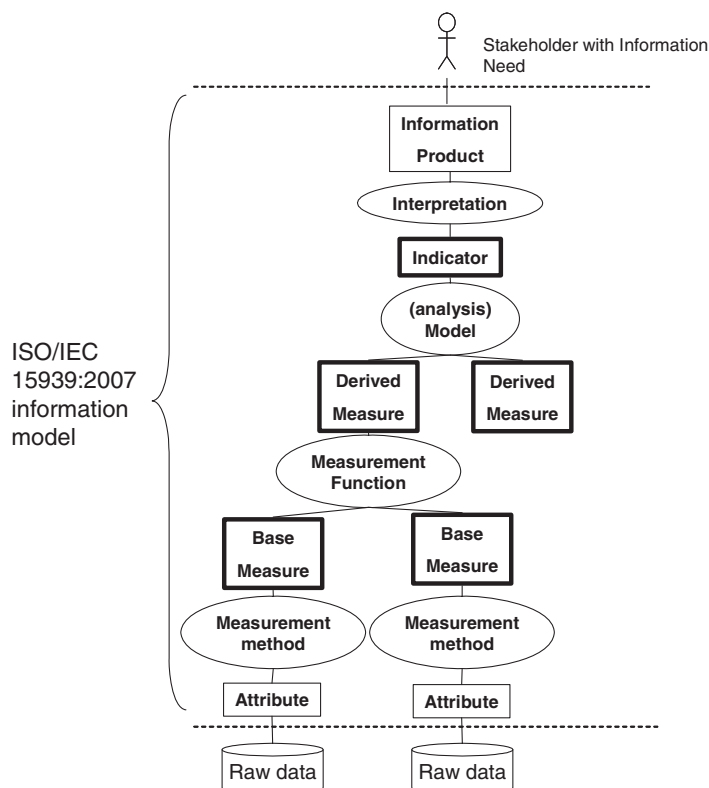 Stakeholder with Information
Need
Information
Product
Interpretation
Indicator
(analysis)
Model
ISO/IEC
15939:2007
information
model
Derived
Measure
Derived
Measure
Measurement
Function
Base
Measure
Base
Measure
Measurement
method
Measurement
method
Attribute
Attribute
Raw data
Raw data